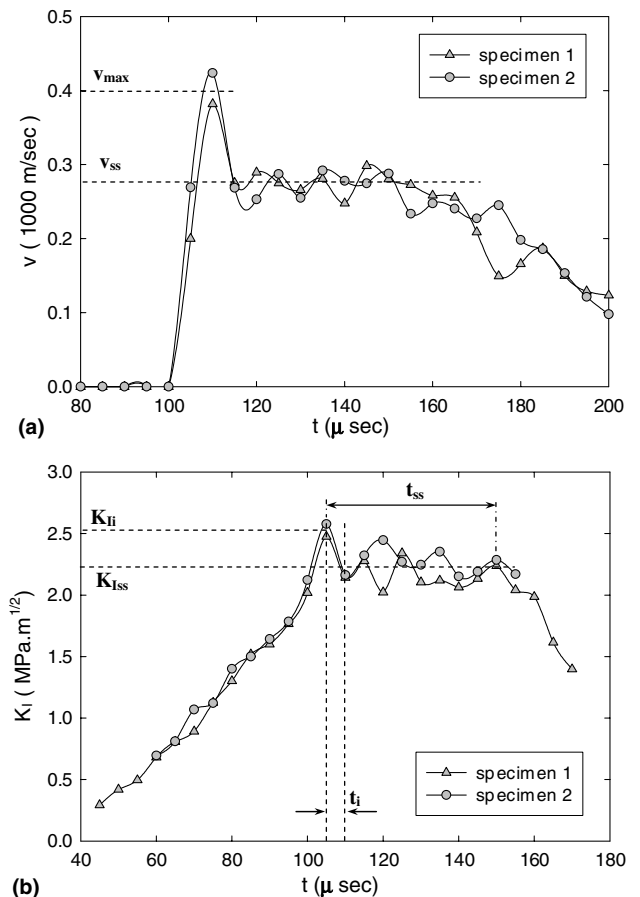 v ( 1000 m/sec)
0.5
0.4
0.3
0.2
0.1
0.0
vmax
vss
specimen 1
specimen 2
80 100 120 140 160 180 200
t (μ sec)
(a)
KI ( MPa.m1/2)
3.0
2.5
2.0
1.5
1.0
0.5
0.0
KIi
KIss
tss
ti
specimen 1
specimen 2
40 60 80 100 120 140 160 180
t (μ sec)
(b)